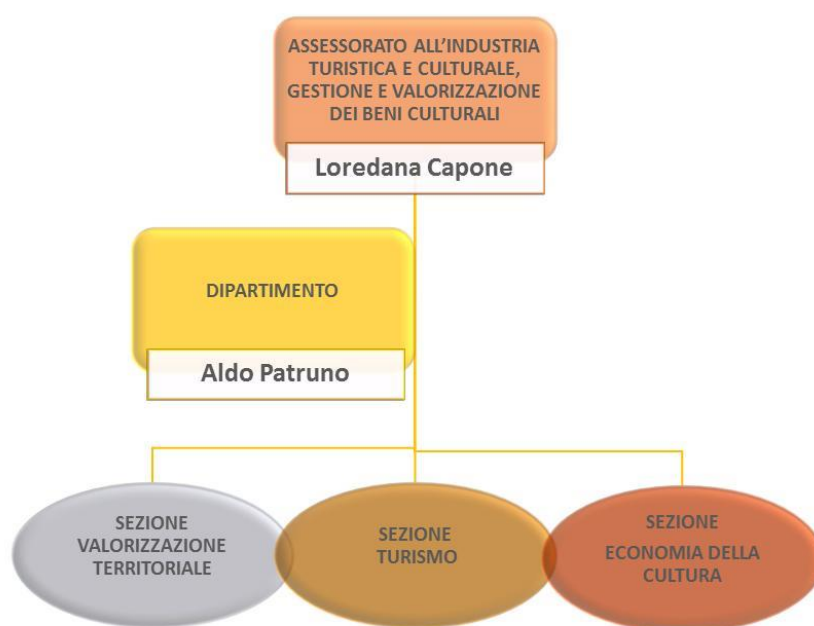 ASSESSORATO ALL'INDUSTRIA
TURISTICA E CULTURALE,
GESTIONE E VALORIZZAZIONE
DEI BENI CULTURALI
Loredana Capone
DIPARTIMENTO
Aldo Patruno
SEZIONE
VALORIZZAZIONE
TERRITORIALE
SEZIONE
TURISMO
SEZIONE
ECONOMIA DELLA
CULTURA